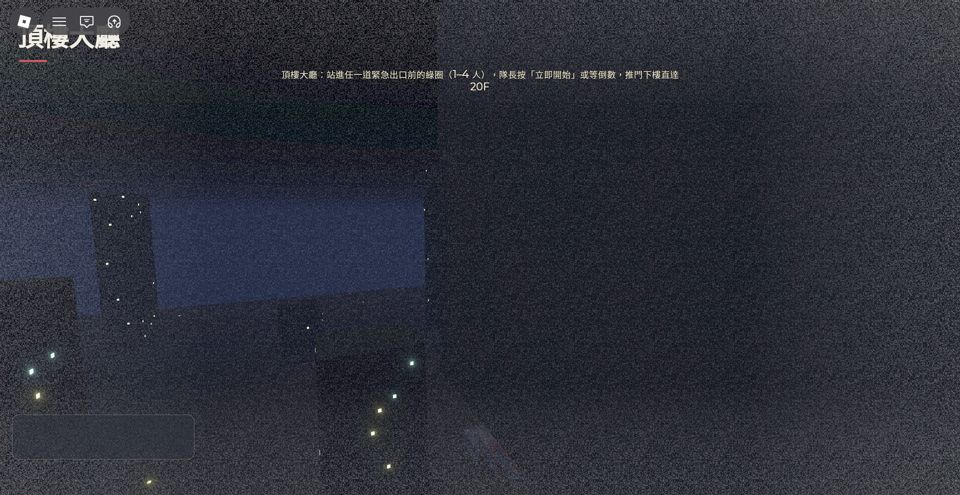 頂樓大廳
頂樓大廳：站進任一道緊急出口前的綠圈（1–4 人），隊長按「立即開始」或等倒數，推門下樓直達
20F